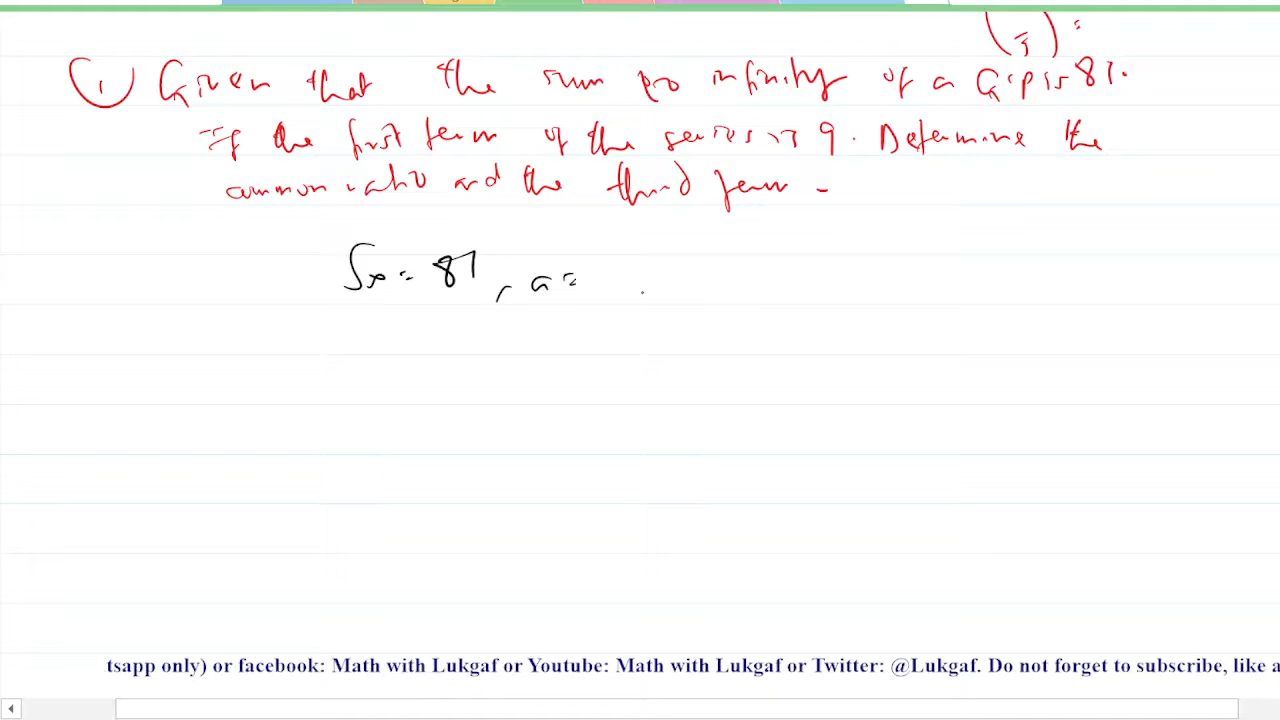 ① Given that the sum to infinity of a G.P is 81.
If the first term of the series is 9. Determine the
common ratio and the third term.
S∞ = 81, a =
tsapp only) or facebook: Math with Lukgaf or Youtube: Math with Lukgaf or Twitter: @Lukgaf. Do not forget to subscribe, like a